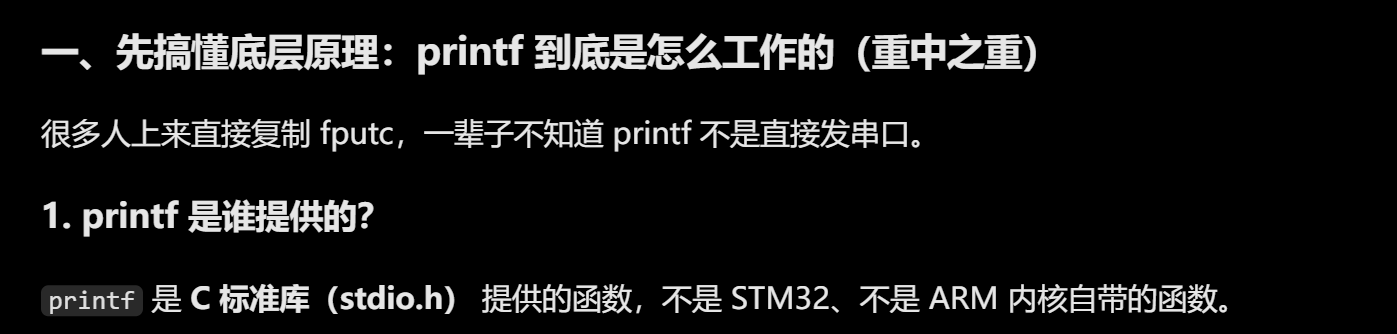 一、先搞懂底层原理：printf 到底是怎么工作的（重中之重）
很多人上来直接复制 fputc，一辈子不知道 printf 不是直接发串口。
1. printf 是谁提供的？
printf 是 C 标准库（stdio.h） 提供的函数，不是 STM32、不是 ARM 内核自带的函数。